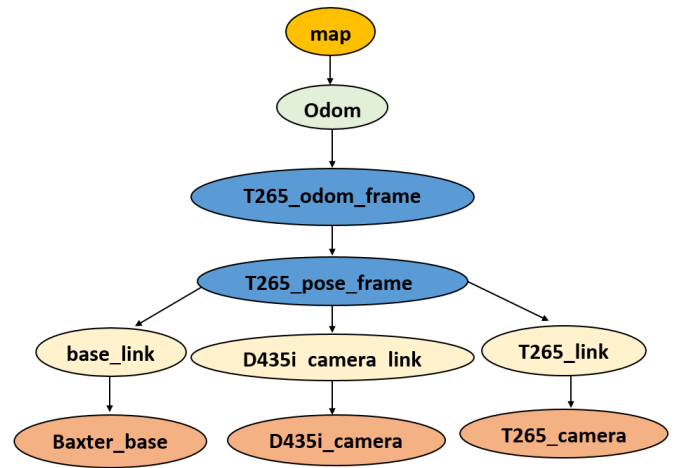 map
Odom
T265_odom_frame
T265_pose_frame
base_link
D435i camera link
T265_link
Baxter_base
D435i_camera
T265_camera